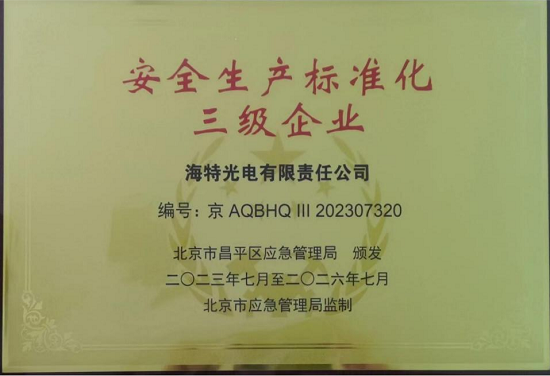 安全生产标准化
三级企业
海特光电有限责任公司
编号：京 AQBHQ III 202307320
北京市昌平区应急管理局　颁发
二〇二三年七月至二〇二六年七月
北京市应急管理局监制